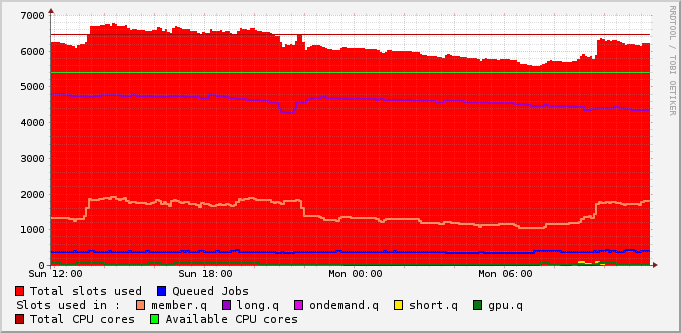 7000
6000
5000
4000
3000
2000
1000
0
Sun 12:00 Sun 18:00 Mon 00:00 Mon 06:00
RRDTOOL / TOBI OETIKER
Total slots used Queued Jobs
Slots used in : member.q long.q ondemand.q short.q gpu.q
Total CPU cores Available CPU cores